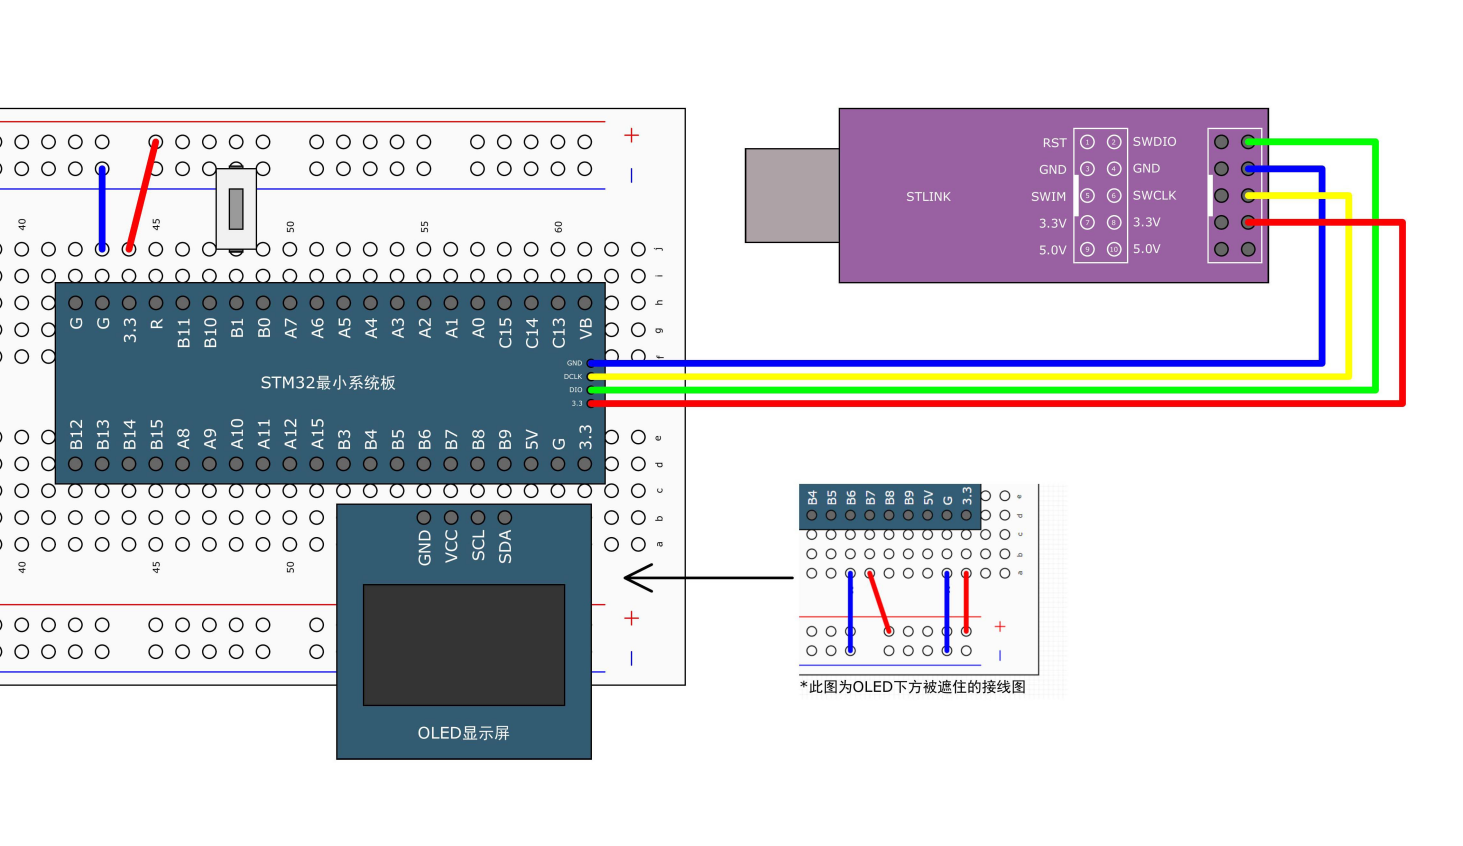 +
—
40
45
50
55
60
j
i
h
g
f
G
G
3.3
R
B11
B10
B1
B0
A7
A6
A5
A4
A3
A2
A1
A0
C15
C14
C13
VB
GND
DCLK
DIO
3.3
STM32最小系统板
B12
B13
B14
B15
A8
A9
A10
A11
A12
A15
B3
B4
B5
B6
B7
B8
B9
5V
G
3.3
e
d
c
b
a
40
45
50
GND
VCC
SCL
SDA
+
—
OLED显示屏
STLINK
RST 1 2 SWDIO
GND 3 4 GND
SWIM 5 6 SWCLK
3.3V 7 8 3.3V
5.0V 9 10 5.0V
B4
B5
B6
B7
B8
B9
5V
G
3.3
e
d
c
b
a
+
—
*此图为OLED下方被遮住的接线图